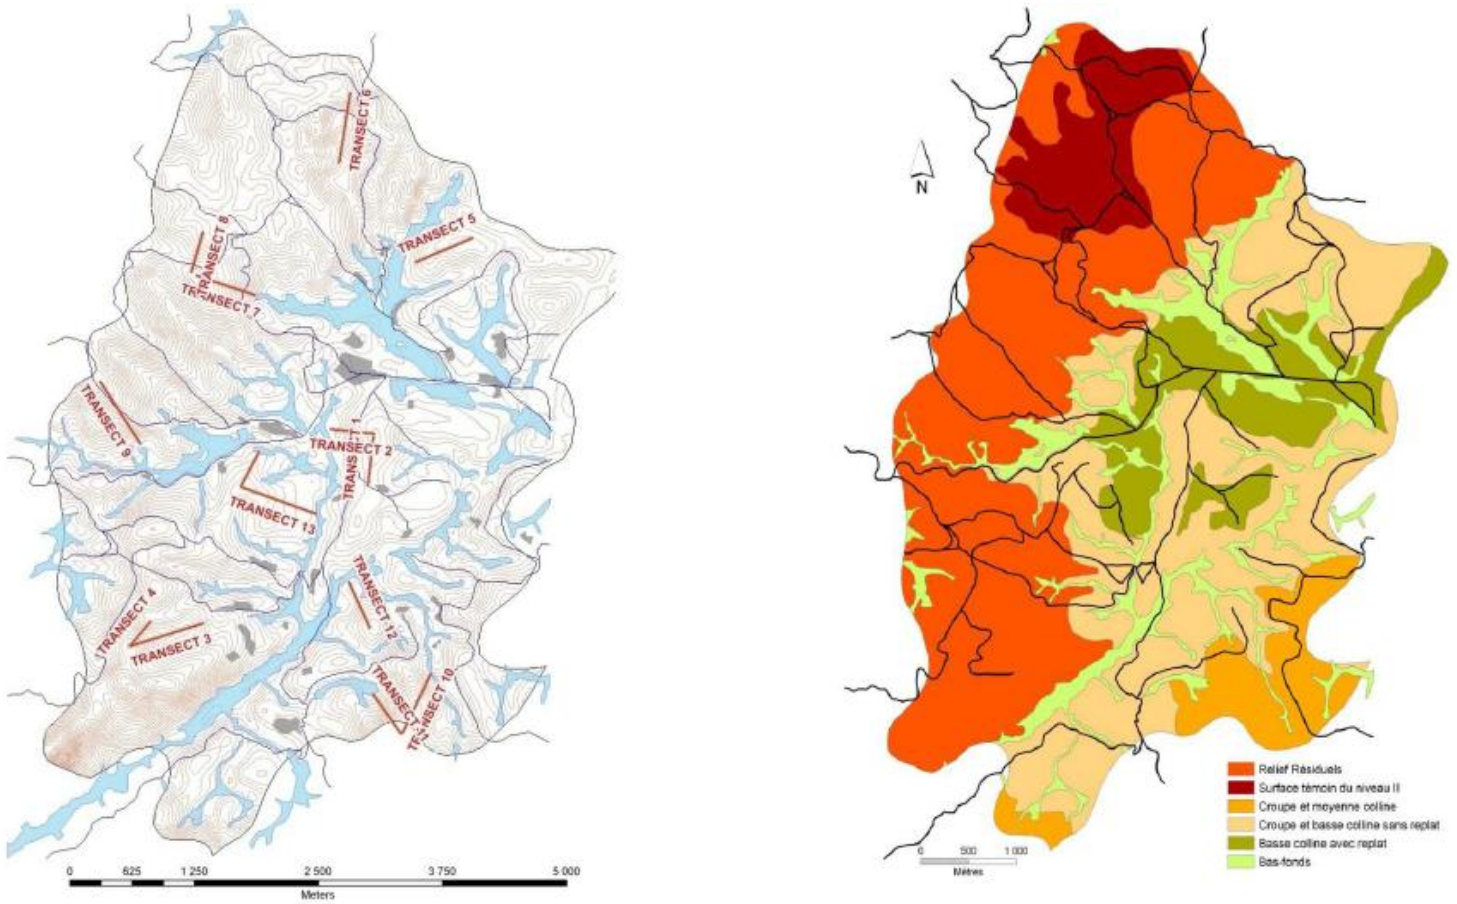 TRANSECT 6
TRANSECT 5
TRANSECT 8
TRANSECT 7
TRANSECT 9
TRANSECT 2
TRANSECT 13
TRANSECT 4
TRANSECT 3
TRANSECT 12
TRANSECT 10
0 625 1 250 2 500 3 750 5 000
Meters
N
Relief Résiduels
Surface témoin du niveau III
Croupe et moyenne colline
Croupe et basse colline sans replat
Basse colline avec replat
Bas-fonds
0 500 1 000
Mètres